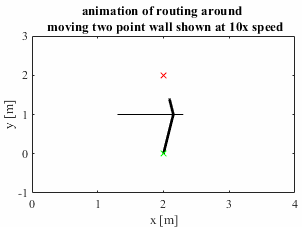 animation of routing around
moving two point wall shown at 10x speed
3
2
1
0
-1
y [m]
0 1 2 3 4
x [m]